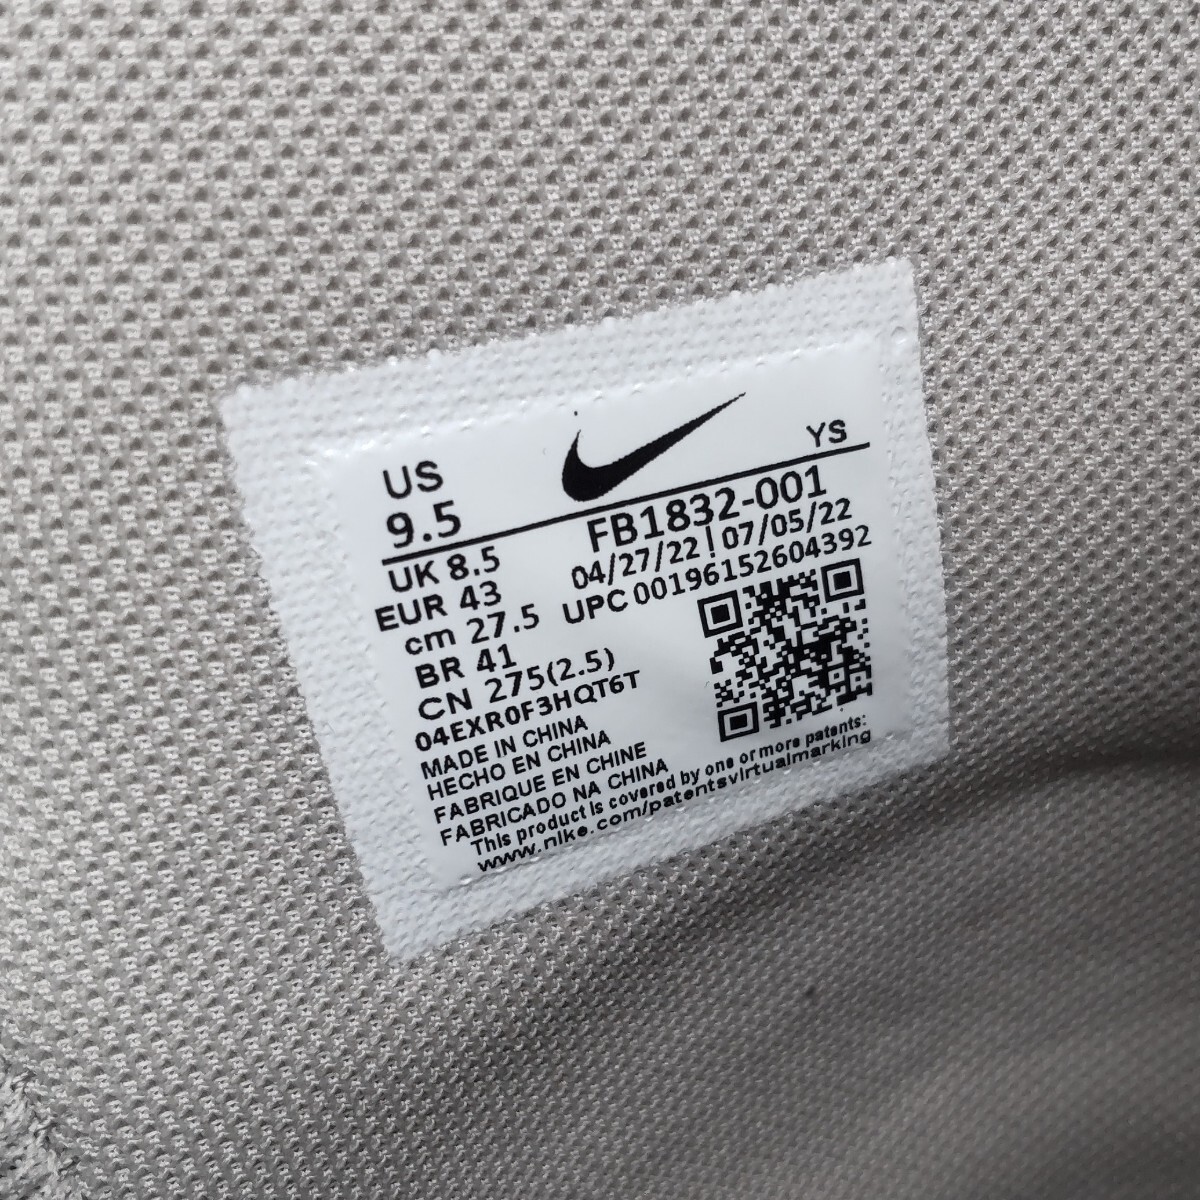 US
9.5
YS
UK 8.5
EUR 43
cm 27.5
BR 41
CN 275(2.5)
FB1832-001
04/27/22 | 07/05/22
UPC 00196152604392
04EXR0F3HQT6T
MADE IN CHINA
HECHO EN CHINA
FABRIQUE EN CHINE
FABRICADO NA CHINA
This product is covered by one or more patents:
www.nike.com/patentsvirtualmarking